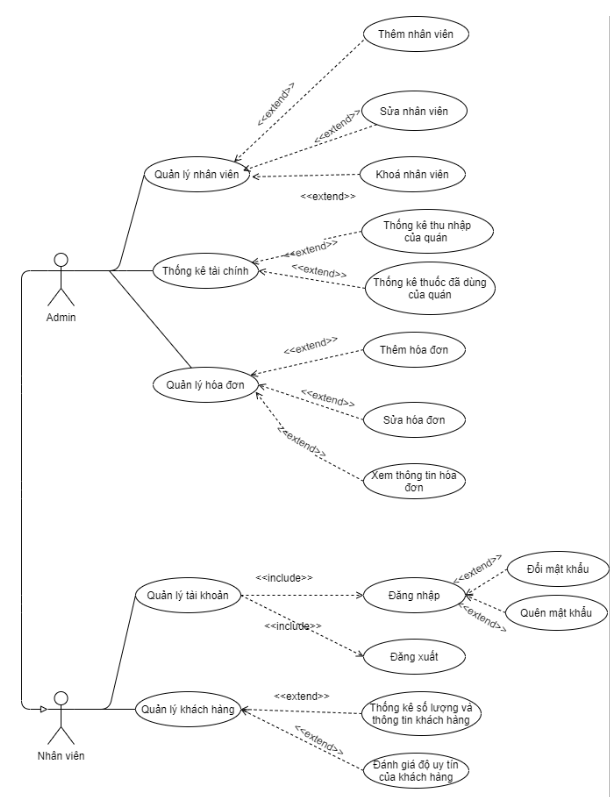 Thêm nhân viên
<<extend>>
Sửa nhân viên
<<extend>>
Quản lý nhân viên
Khoá nhân viên
<<extend>>
Thống kê thu nhập
của quán
<<extend>>
Thống kê tài chính
<<extend>>
Thống kê thuốc đã dùng
của quán
Admin
<<extend>>
Thêm hóa đơn
Quản lý hóa đơn
<<extend>>
Sửa hóa đơn
<<extend>>
Xem thông tin hóa
đơn
<<include>>
Quản lý tài khoản
Đăng nhập
<<extend>>
Đổi mật khẩu
<<extend>>
Quên mật khẩu
<<include>>
Đăng xuất
<<extend>>
Quản lý khách hàng
Thống kê số lượng và
thông tin khách hàng
<<extend>>
Nhân viên
Đánh giá độ uy tín
của khách hàng